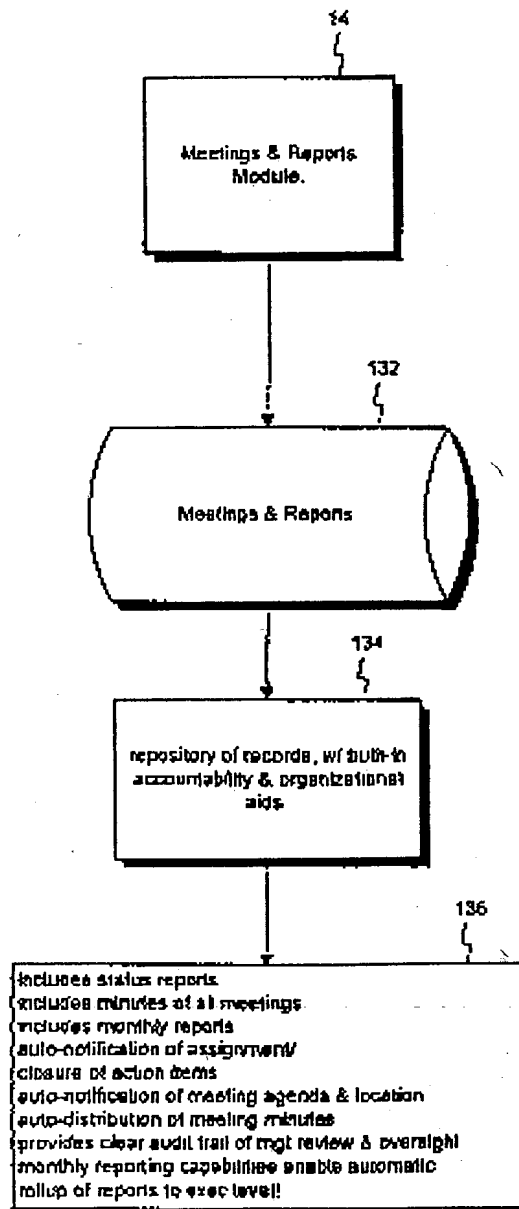 14
Meetings & Reports
Module.
132
Meetings & Reports
134
repository of records, w/ built-in
accountability & organizational
aids
136
includes status reports
includes minutes of all meetings
includes monthly reports
auto-notification of assignment/
closure of action items
auto-notification of meeting agenda & location
auto-distribution of meeting minutes
provides clear audit trail of mgt review & oversight
monthly reporting capabilities enable automatic
rollup of reports to exec level!